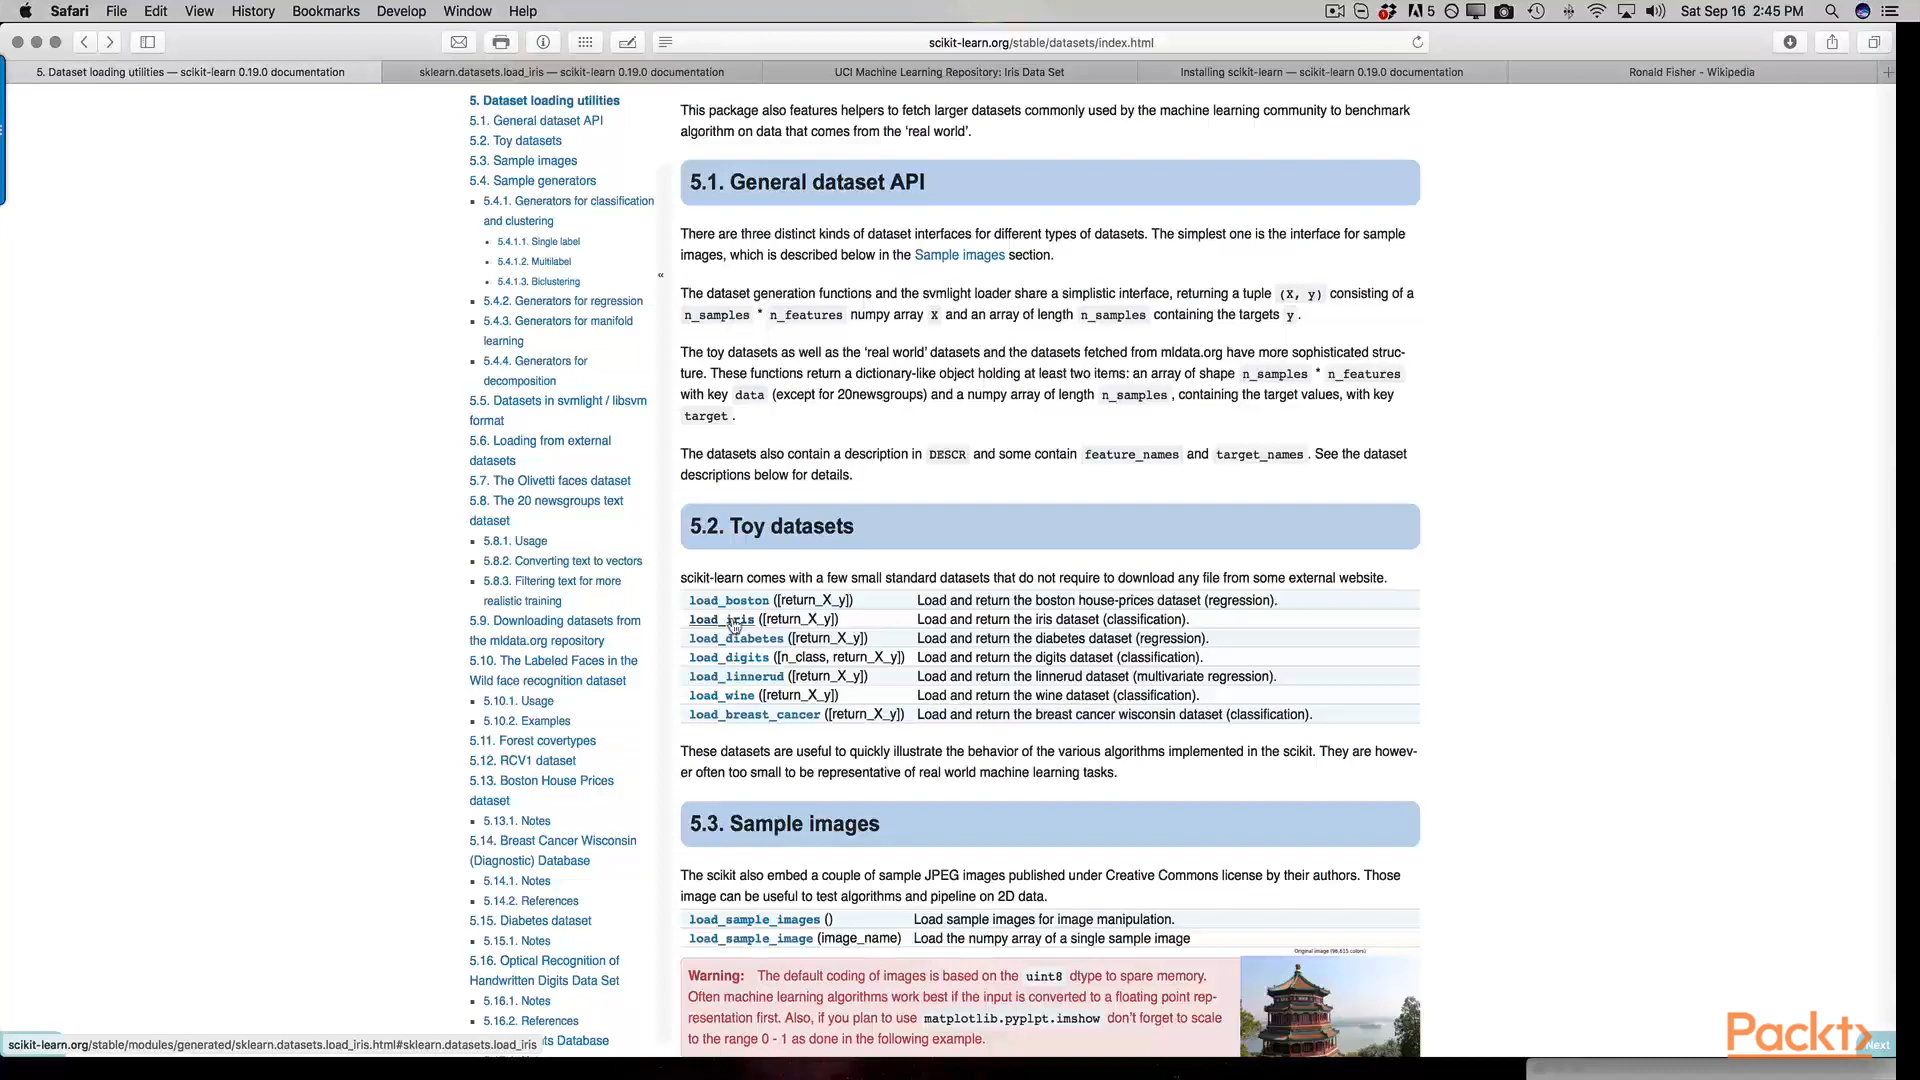 Safari File Edit View History Bookmarks Develop Window Help
5 Sat Sep 16 2:45 PM
scikit-learn.org/stable/datasets/index.html
5. Dataset loading utilities — scikit-learn 0.19.0 documentation
sklearn.datasets.load_iris — scikit-learn 0.19.0 documentation
UCI Machine Learning Repository: Iris Data Set
Installing scikit-learn — scikit-learn 0.19.0 documentation
Ronald Fisher - Wikipedia
5. Dataset loading utilities
5.1. General dataset API
5.2. Toy datasets
5.3. Sample images
5.4. Sample generators
5.4.1. Generators for classification
and clustering
5.4.1.1. Single label
5.4.1.2. Multilabel
5.4.1.3. Biclustering
5.4.2. Generators for regression
5.4.3. Generators for manifold
learning
5.4.4. Generators for
decomposition
5.5. Datasets in svmlight / libsvm
format
5.6. Loading from external
datasets
5.7. The Olivetti faces dataset
5.8. The 20 newsgroups text
dataset
5.8.1. Usage
5.8.2. Converting text to vectors
5.8.3. Filtering text for more
realistic training
5.9. Downloading datasets from
the mldata.org repository
5.10. The Labeled Faces in the
Wild face recognition dataset
5.10.1. Usage
5.10.2. Examples
5.11. Forest covertypes
5.12. RCV1 dataset
5.13. Boston House Prices
dataset
5.13.1. Notes
5.14. Breast Cancer Wisconsin
(Diagnostic) Database
5.14.1. Notes
5.14.2. References
5.15. Diabetes dataset
5.15.1. Notes
5.16. Optical Recognition of
Handwritten Digits Data Set
5.16.1. Notes
5.16.2. References
ts Database
«
This package also features helpers to fetch larger datasets commonly used by the machine learning community to benchmark
algorithm on data that comes from the ‘real world’.
5.1. General dataset API
There are three distinct kinds of dataset interfaces for different types of datasets. The simplest one is the interface for sample
images, which is described below in the Sample images section.
The dataset generation functions and the svmlight loader share a simplistic interface, returning a tuple (X, y) consisting of a
n_samples * n_features numpy array X and an array of length n_samples containing the targets y.
The toy datasets as well as the ‘real world’ datasets and the datasets fetched from mldata.org have more sophisticated struc-
ture. These functions return a dictionary-like object holding at least two items: an array of shape n_samples * n_features
with key data (except for 20newsgroups) and a numpy array of length n_samples, containing the target values, with key
target.
The datasets also contain a description in DESCR and some contain feature_names and target_names. See the dataset
descriptions below for details.
5.2. Toy datasets
scikit-learn comes with a few small standard datasets that do not require to download any file from some external website.
load_boston ([return_X_y]) Load and return the boston house-prices dataset (regression).
load_iris ([return_X_y]) Load and return the iris dataset (classification).
load_diabetes ([return_X_y]) Load and return the diabetes dataset (regression).
load_digits ([n_class, return_X_y]) Load and return the digits dataset (classification).
load_linnerud ([return_X_y]) Load and return the linnerud dataset (multivariate regression).
load_wine ([return_X_y]) Load and return the wine dataset (classification).
load_breast_cancer ([return_X_y]) Load and return the breast cancer wisconsin dataset (classification).
These datasets are useful to quickly illustrate the behavior of the various algorithms implemented in the scikit. They are howev-
er often too small to be representative of real world machine learning tasks.
5.3. Sample images
The scikit also embed a couple of sample JPEG images published under Creative Commons license by their authors. Those
image can be useful to test algorithms and pipeline on 2D data.
load_sample_images () Load sample images for image manipulation.
load_sample_image (image_name) Load the numpy array of a single sample image
Original image (96,615 colors)
Warning: The default coding of images is based on the uint8 dtype to spare memory.
Often machine learning algorithms work best if the input is converted to a floating point rep-
resentation first. Also, if you plan to use matplotlib.pyplpt.imshow don’t forget to scale
to the range 0 - 1 as done in the following example.
scikit-learn.org/stable/modules/generated/sklearn.datasets.load_iris.html#sklearn.datasets.load_iris
Packt
Next